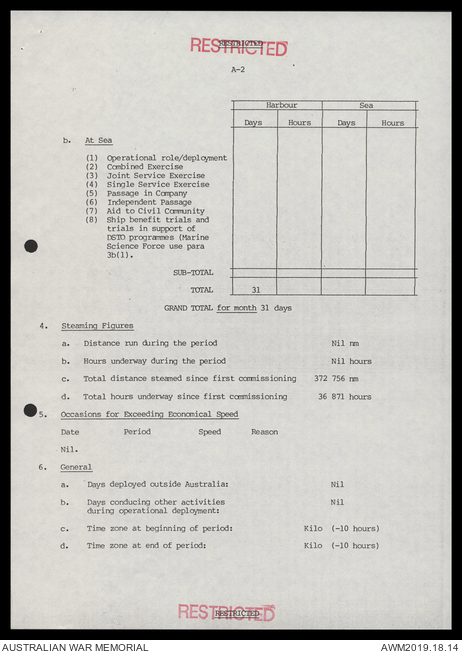 RESTRICTED
RESTRICTED
A-2
Harbour Sea
Days Hours Days Hours
b. At Sea
(1) Operational role/deployment
(2) Combined Exercise
(3) Joint Service Exercise
(4) Single Service Exercise
(5) Passage in Company
(6) Independent Passage
(7) Aid to Civil Community
(8) Ship benefit trials and
trials in support of
DSTO programmes (Marine
Science Force use para
3b(1).
SUB-TOTAL
TOTAL 31
GRAND TOTAL for month 31 days
4. Steaming Figures
a. Distance run during the period Nil nm
b. Hours underway during the period Nil hours
c. Total distance steamed since first commissioning 372 756 nm
d. Total hours underway since first commissioning 36 871 hours
5. Occasions for Exceeding Economical Speed
Date Period Speed Reason
Nil.
6. General
a. Days deployed outside Australia: Nil
b. Days conducing other activities Nil
during operational deployment:
c. Time zone at beginning of period: Kilo (-10 hours)
d. Time zone at end of period: Kilo (-10 hours)
RESTRICTED
RESTRICTED
AUSTRALIAN WAR MEMORIAL AWM2019.18.14